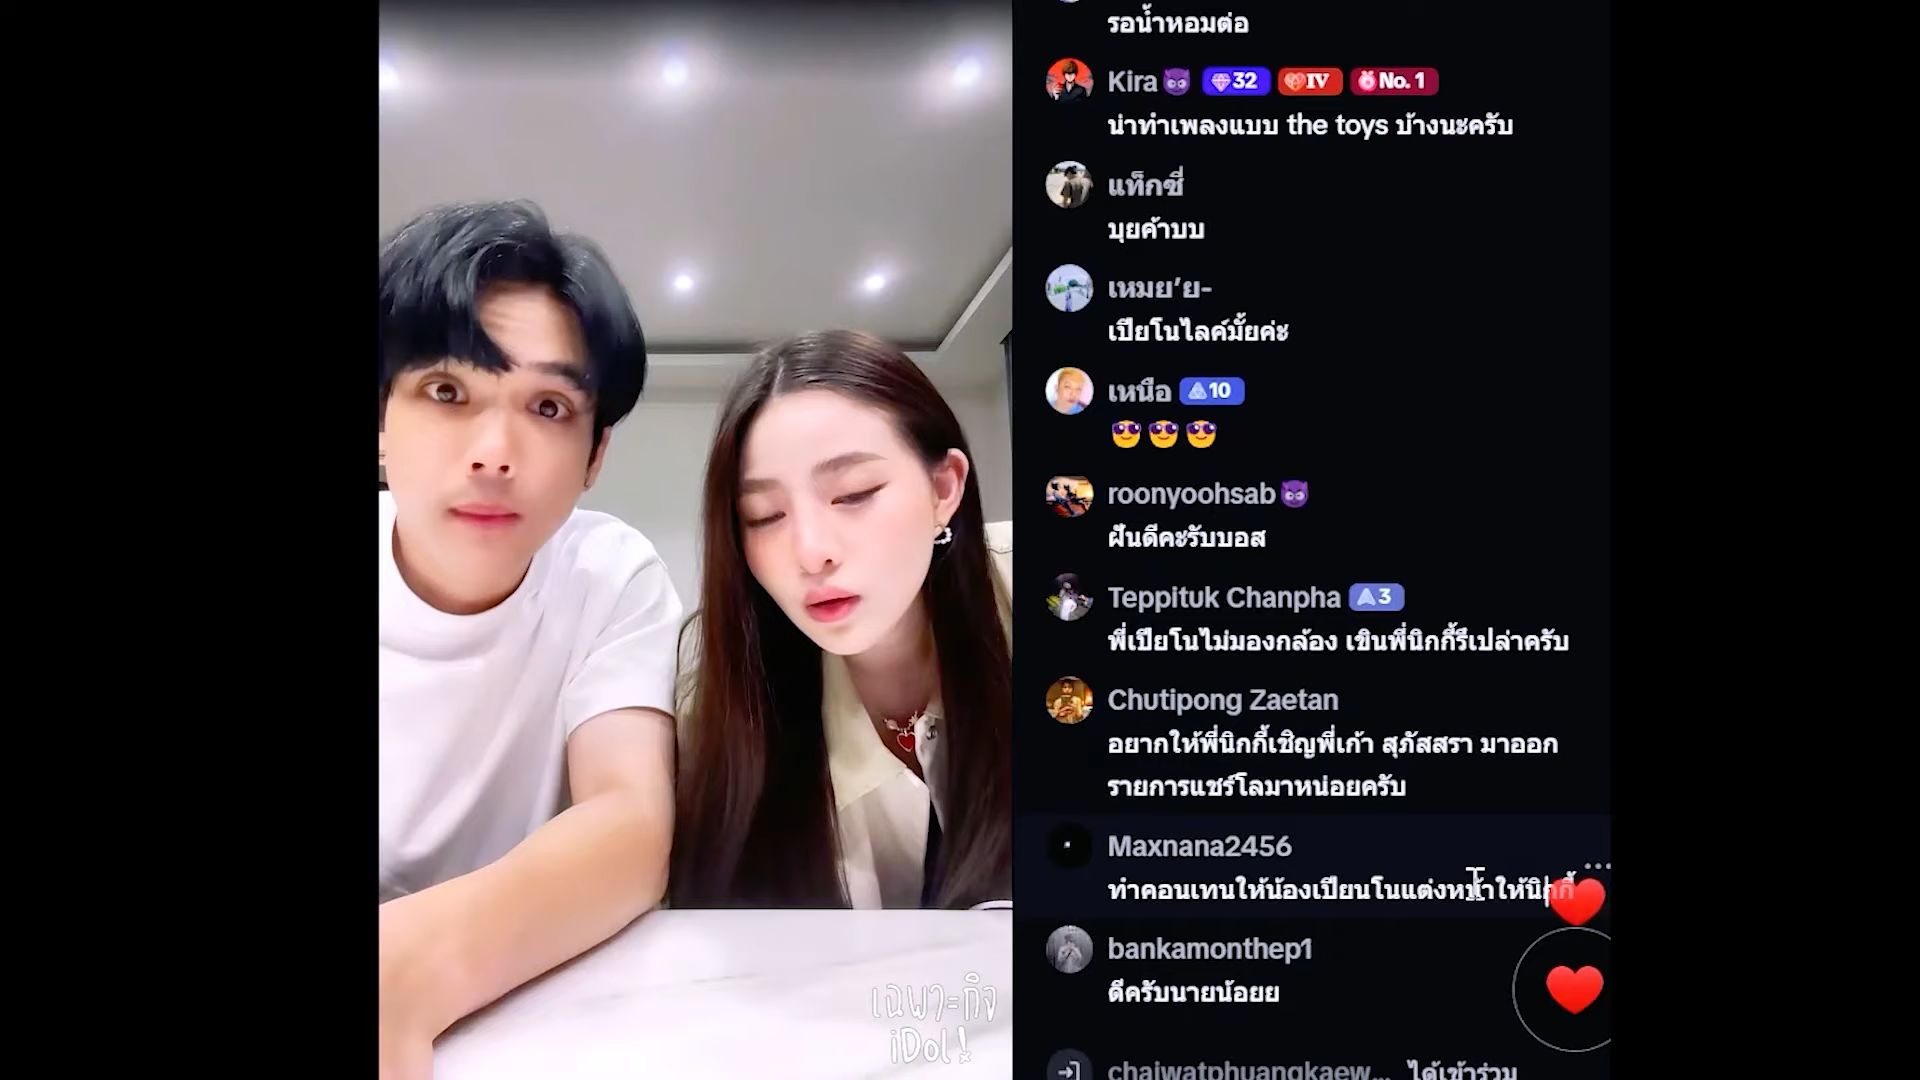 รอน้ำหอมต่อ
Kira😈 32 IV No. 1
น่าทำเพลงแบบ the toys บ้างนะครับ
แท็กซี่
บุยค้าบบ
เหมย’ย-
เปียโนไลค์มั้ยค่ะ
เหนือ 10
😎😎😎
roonyoohsab😈
ฝันดีคะรับบอส
Teppituk Chanpha 3
พี่เปียโนไม่มองกล้อง เขินพี่นิกกี้รึเปล่าครับ
Chutipong Zaetan
อยากให้พี่นิกกี้เชิญพี่เก้า สุภัสสรา มาออก
รายการแชร์โลมาหน่อยครับ
Maxnana2456
ทำคอนเทนให้น้องเปียนโนแต่งหน้าให้นิกกี้
bankamonthep1
ดีครับนายน้อยย
chaiwatphuangkaew... ได้เข้าร่วม
เฉพาะกิจ
iDol!